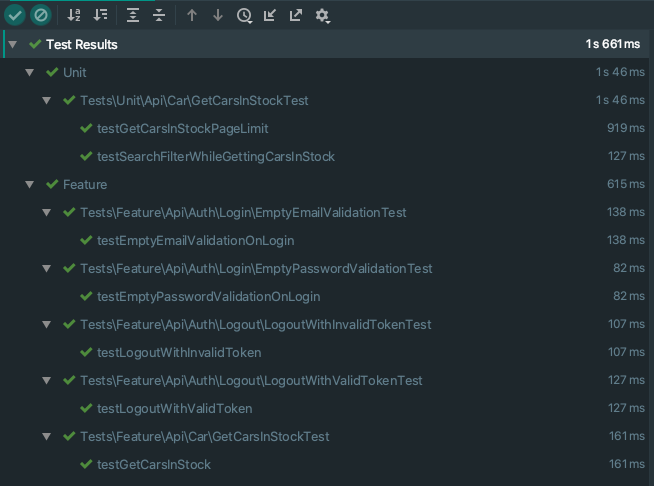 Test Results 1 s 661 ms
Unit 1 s 46 ms
Tests\Unit\Api\Car\GetCarsInStockTest 1 s 46 ms
testGetCarsInStockPageLimit 919 ms
testSearchFilterWhileGettingCarsInStock 127 ms
Feature 615 ms
Tests\Feature\Api\Auth\Login\EmptyEmailValidationTest 138 ms
testEmptyEmailValidationOnLogin 138 ms
Tests\Feature\Api\Auth\Login\EmptyPasswordValidationTest 82 ms
testEmptyPasswordValidationOnLogin 82 ms
Tests\Feature\Api\Auth\Logout\LogoutWithInvalidTokenTest 107 ms
testLogoutWithInvalidToken 107 ms
Tests\Feature\Api\Auth\Logout\LogoutWithValidTokenTest 127 ms
testLogoutWithValidToken 127 ms
Tests\Feature\Api\Car\GetCarsInStockTest 161 ms
testGetCarsInStock 161 ms